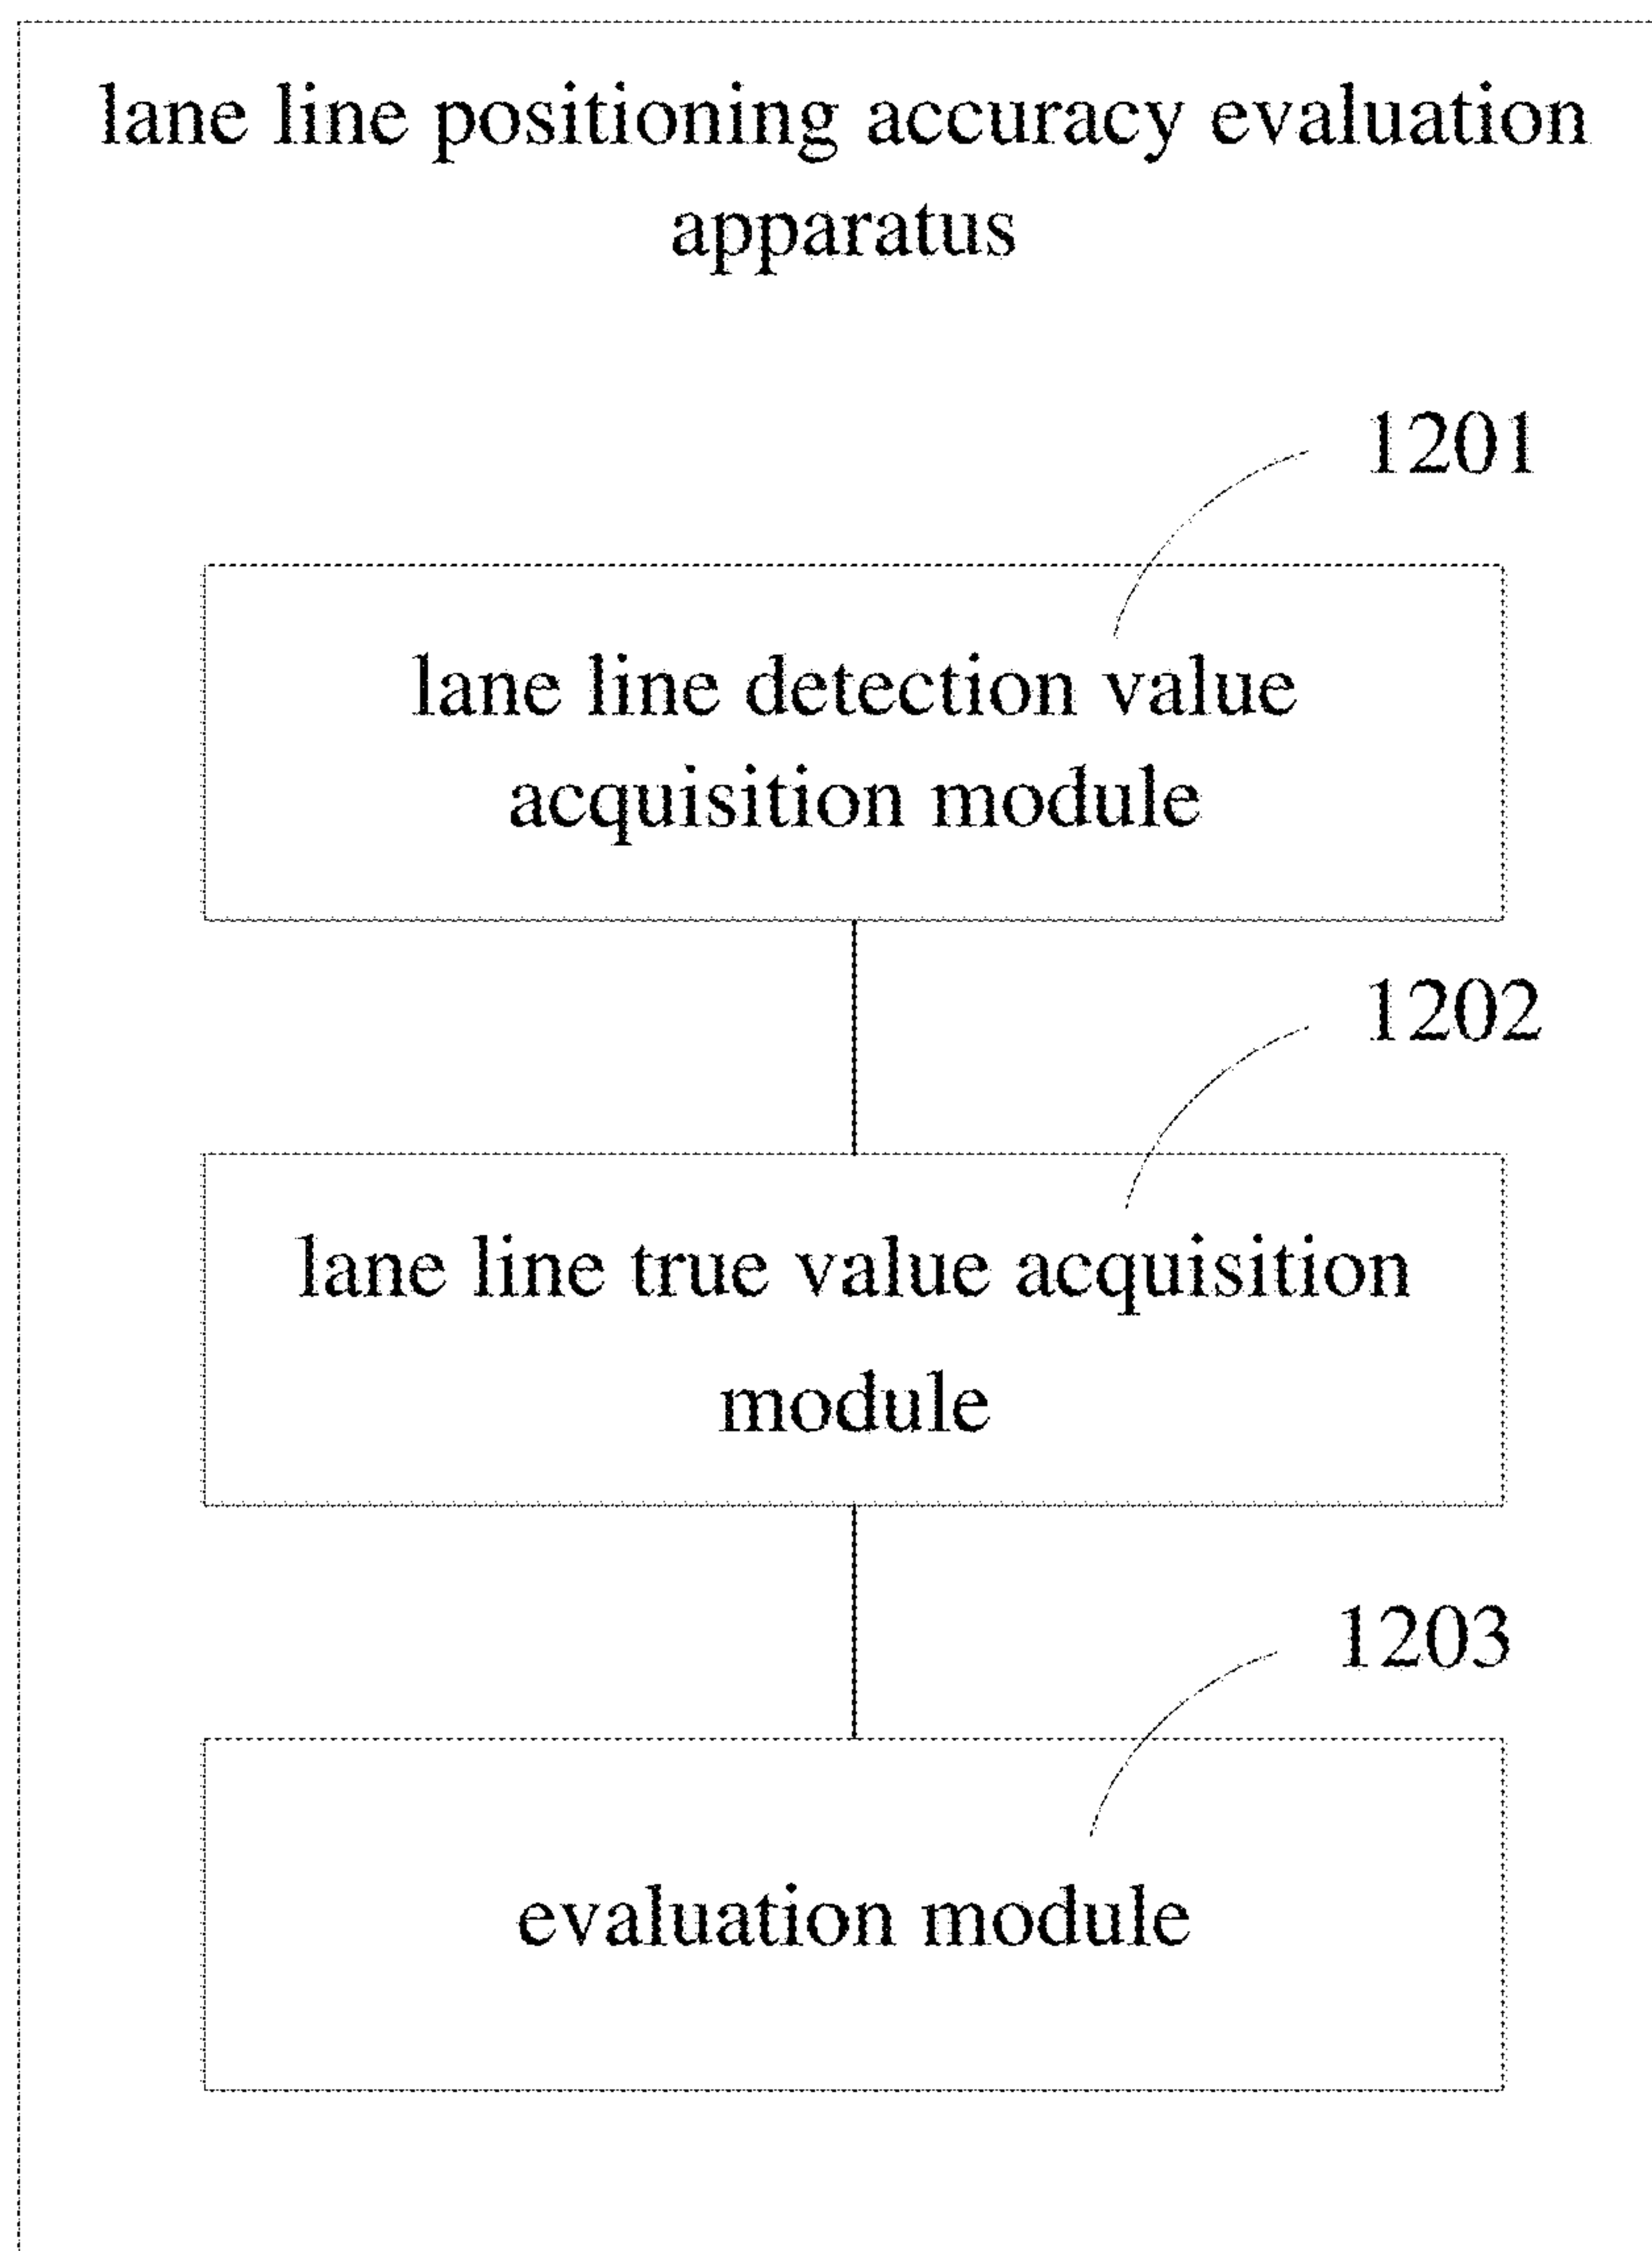 lane line positioning accuracy evaluation
apparatus
1201
lane line detection value
acquisition module
1202
lane line true value acquisition
module
1203
evaluation module